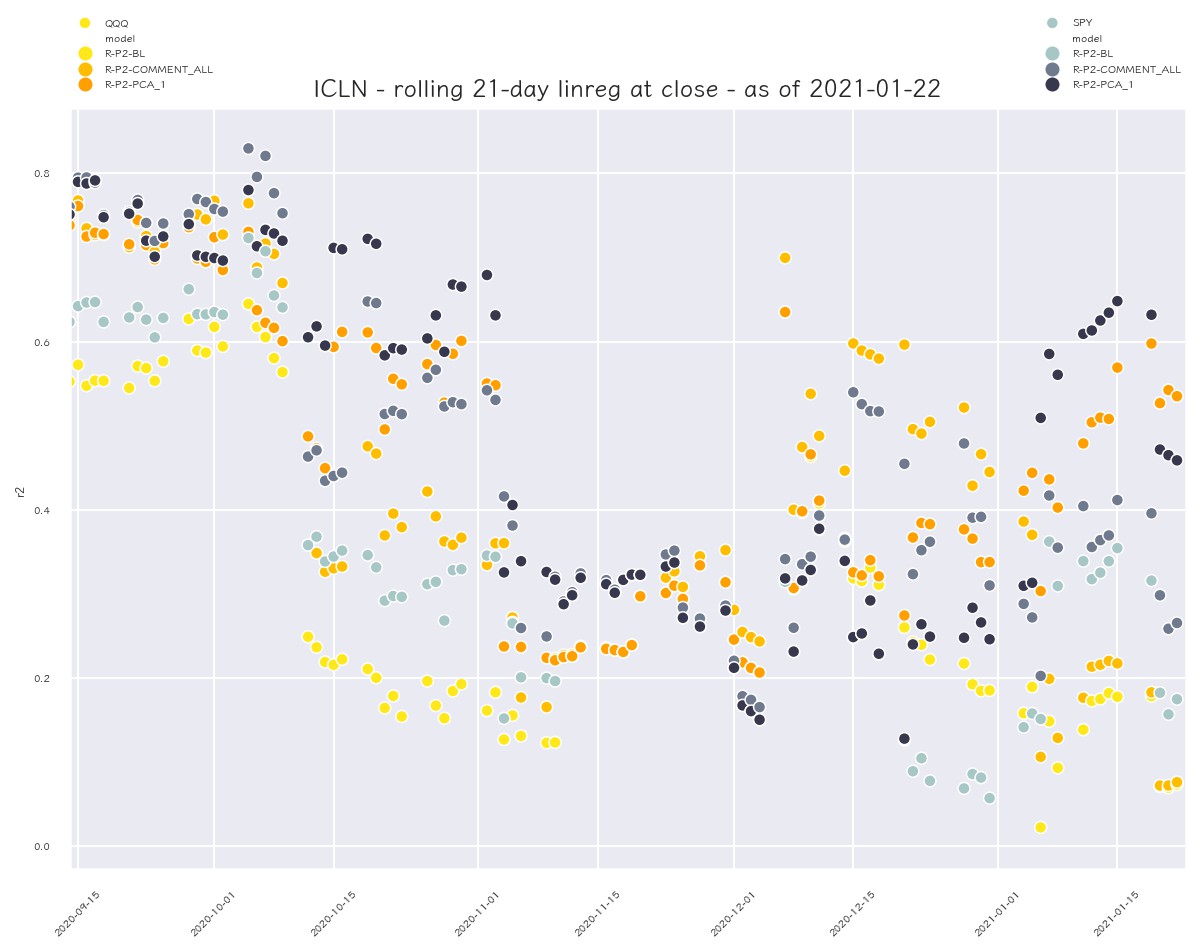 QQQ
model
R-P2-BL
R-P2-COMMENT_ALL
R-P2-PCA_1
SPY
model
R-P2-BL
R-P2-COMMENT_ALL
R-P2-PCA_1
ICLN - rolling 21-day linreg at close - as of 2021-01-22
r2
0.8
0.6
0.4
0.2
0.0
2020-09-15
2020-10-01
2020-10-15
2020-11-01
2020-11-15
2020-12-01
2020-12-15
2021-01-01
2021-01-15